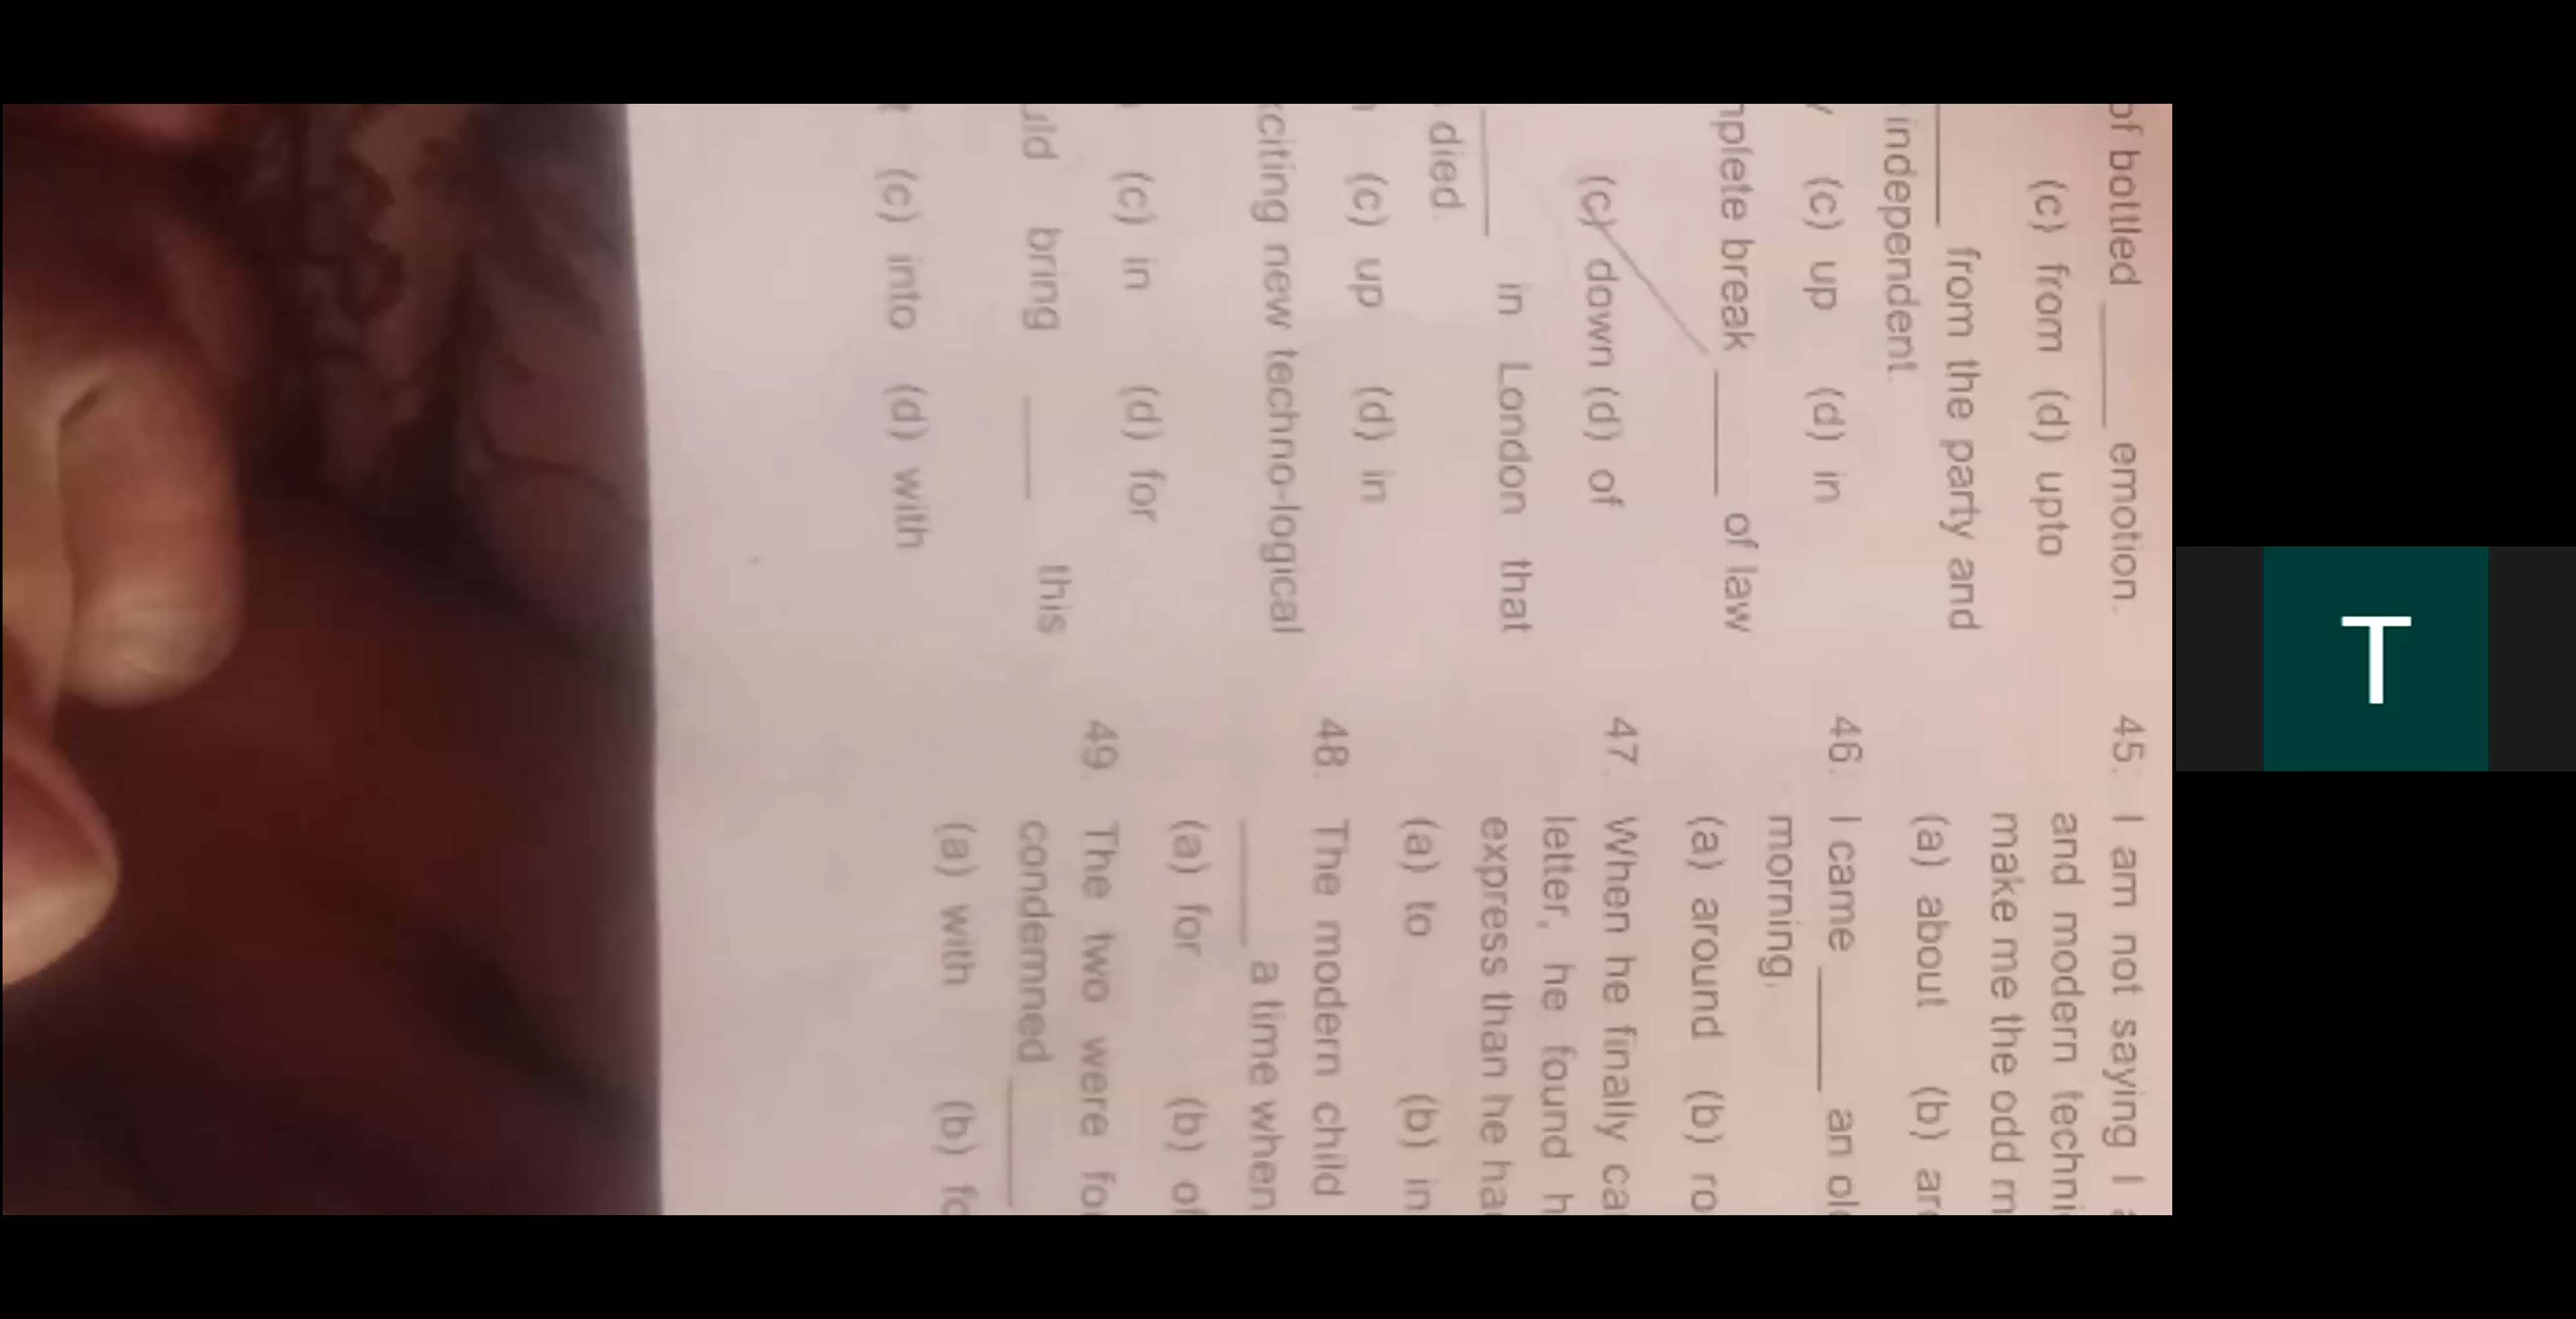 of bottled ____ emotion.
(c) from (d) upto
____ from the party and
independent.
(c) up (d) in
mplete break ____ of law
(c) down (d) of
____ in London that
died.
(c) up (d) in
xciting new techno-logical
(c) in (d) for
uld bring ____ this
(c) into (d) with
45. I am not saying I
and modern techni
make me the odd m
(a) about (b) ar
46. I came ____ an ol
morning.
(a) around (b) ro
47. When he finally ca
letter, he found h
express than he ha
(a) to (b) in
48. The modern child
____ a time when
(a) for (b) of
49. The two were fo
condemned ____
(a) with (b) fo
T